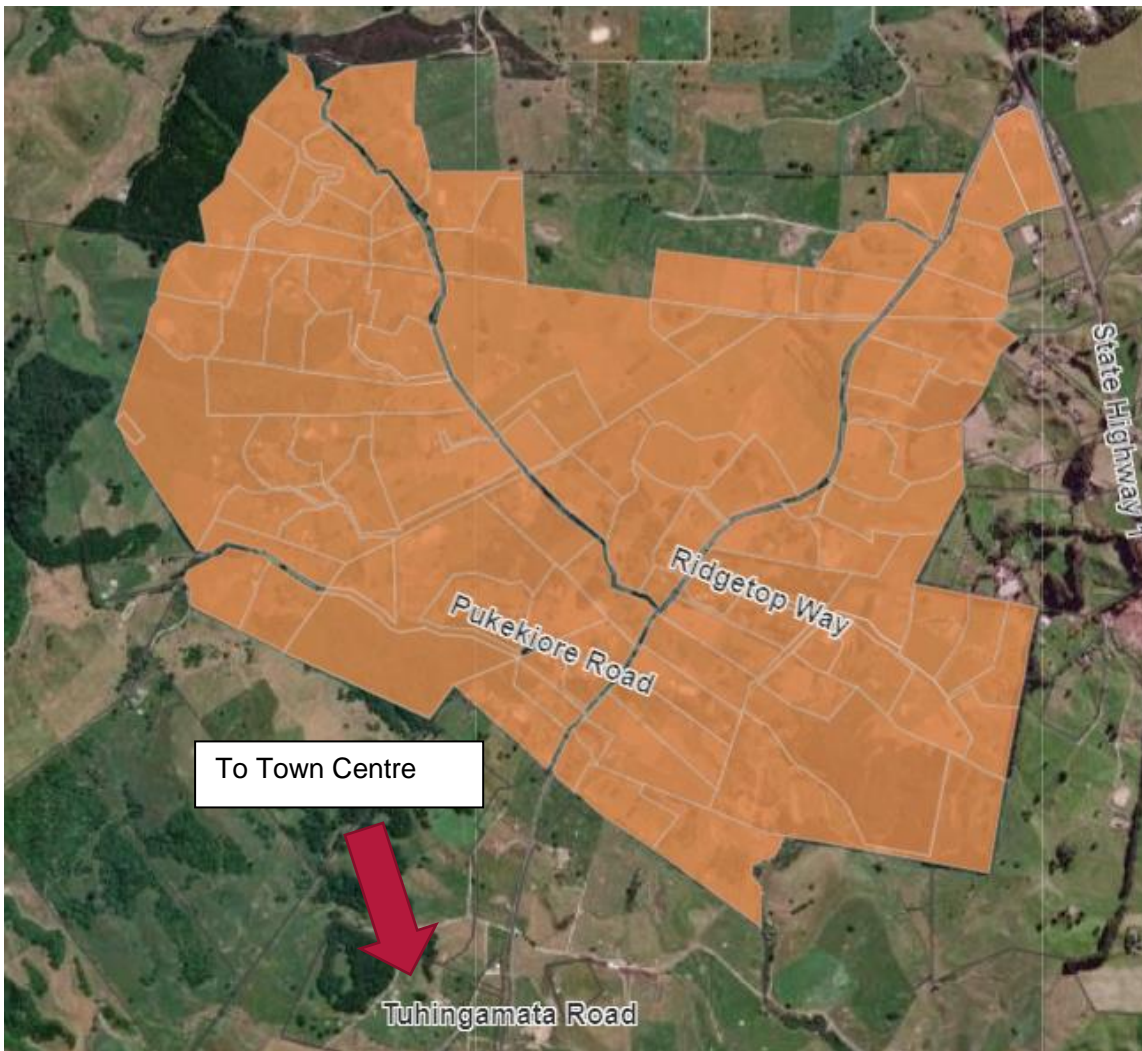 State Highway 1
Ridgetop Way
Pukekiore Road
To Town Centre
Tuhingamata Road